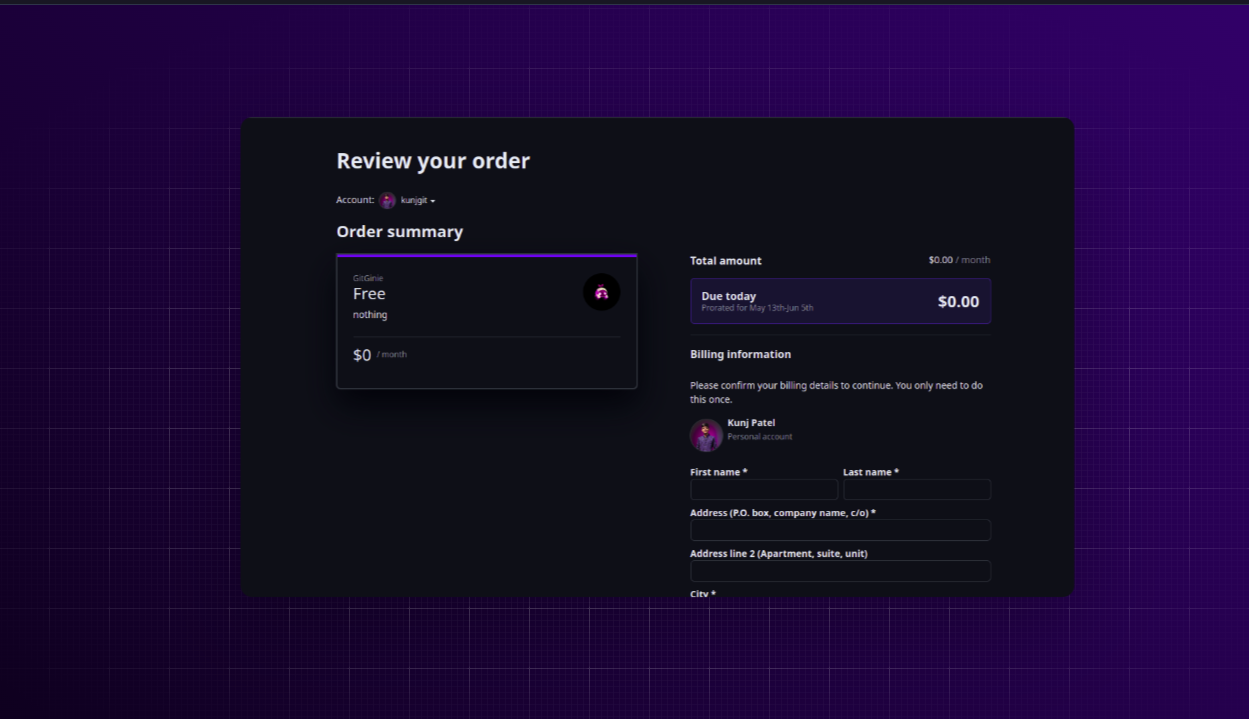 Review your order
Account: kunjgit
Order summary
GitGinie
Free
nothing
$0 / month
Total amount $0.00 / month
Due today
Prorated for May 13th-Jun 5th
$0.00
Billing information
Please confirm your billing details to continue. You only need to do
this once.
Kunj Patel
Personal account
First name * Last name *
Address (P.O. box, company name, c/o) *
Address line 2 (Apartment, suite, unit)
City *